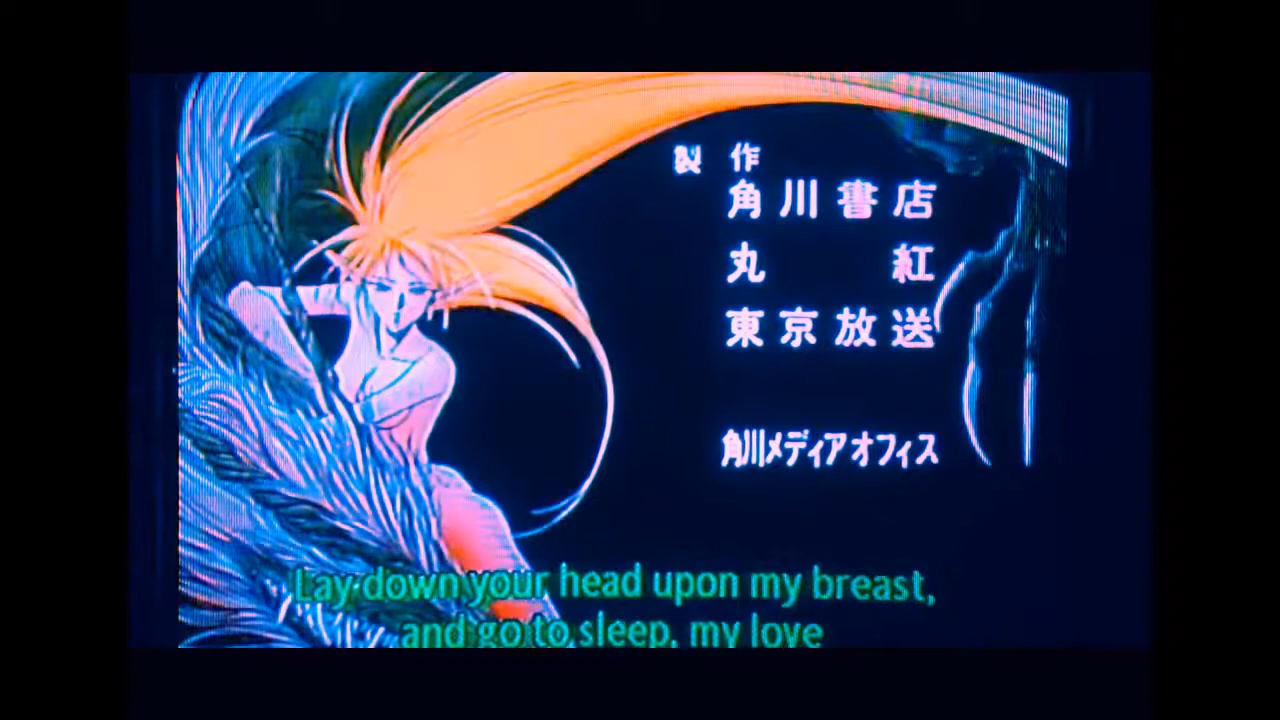 製 作
角川書店
丸 紅
東京放送
角川メディアオフィス
Lay down your head upon my breast,
and go to sleep, my love